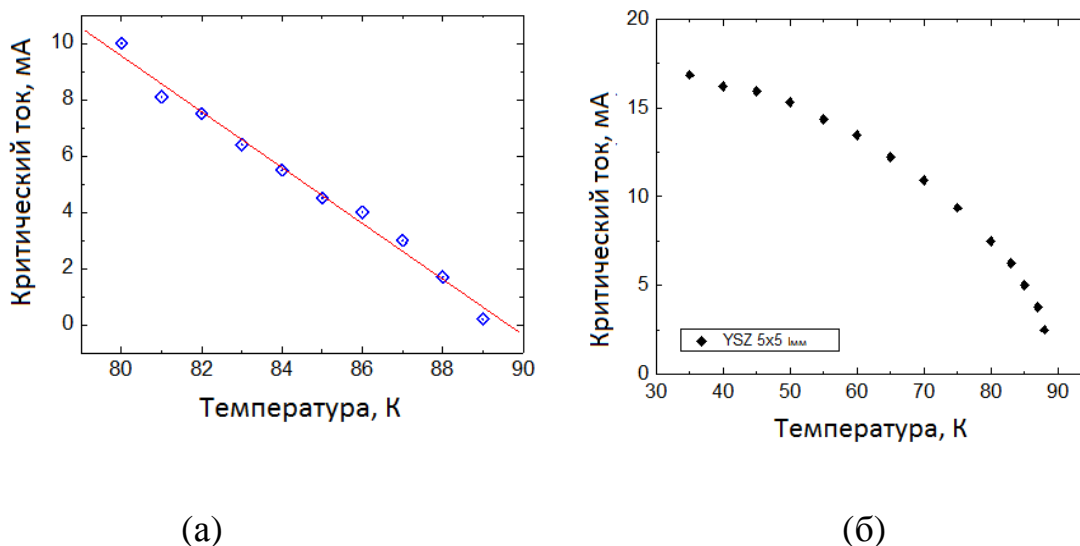 Критический ток, мА
10
8
6
4
2
0
80 82 84 86 88 90
Температура, К
(а)
Критический ток, мА
20
15
10
5
0
YSZ 5x5 Iмм
30 40 50 60 70 80 90
Температура, К
(б)